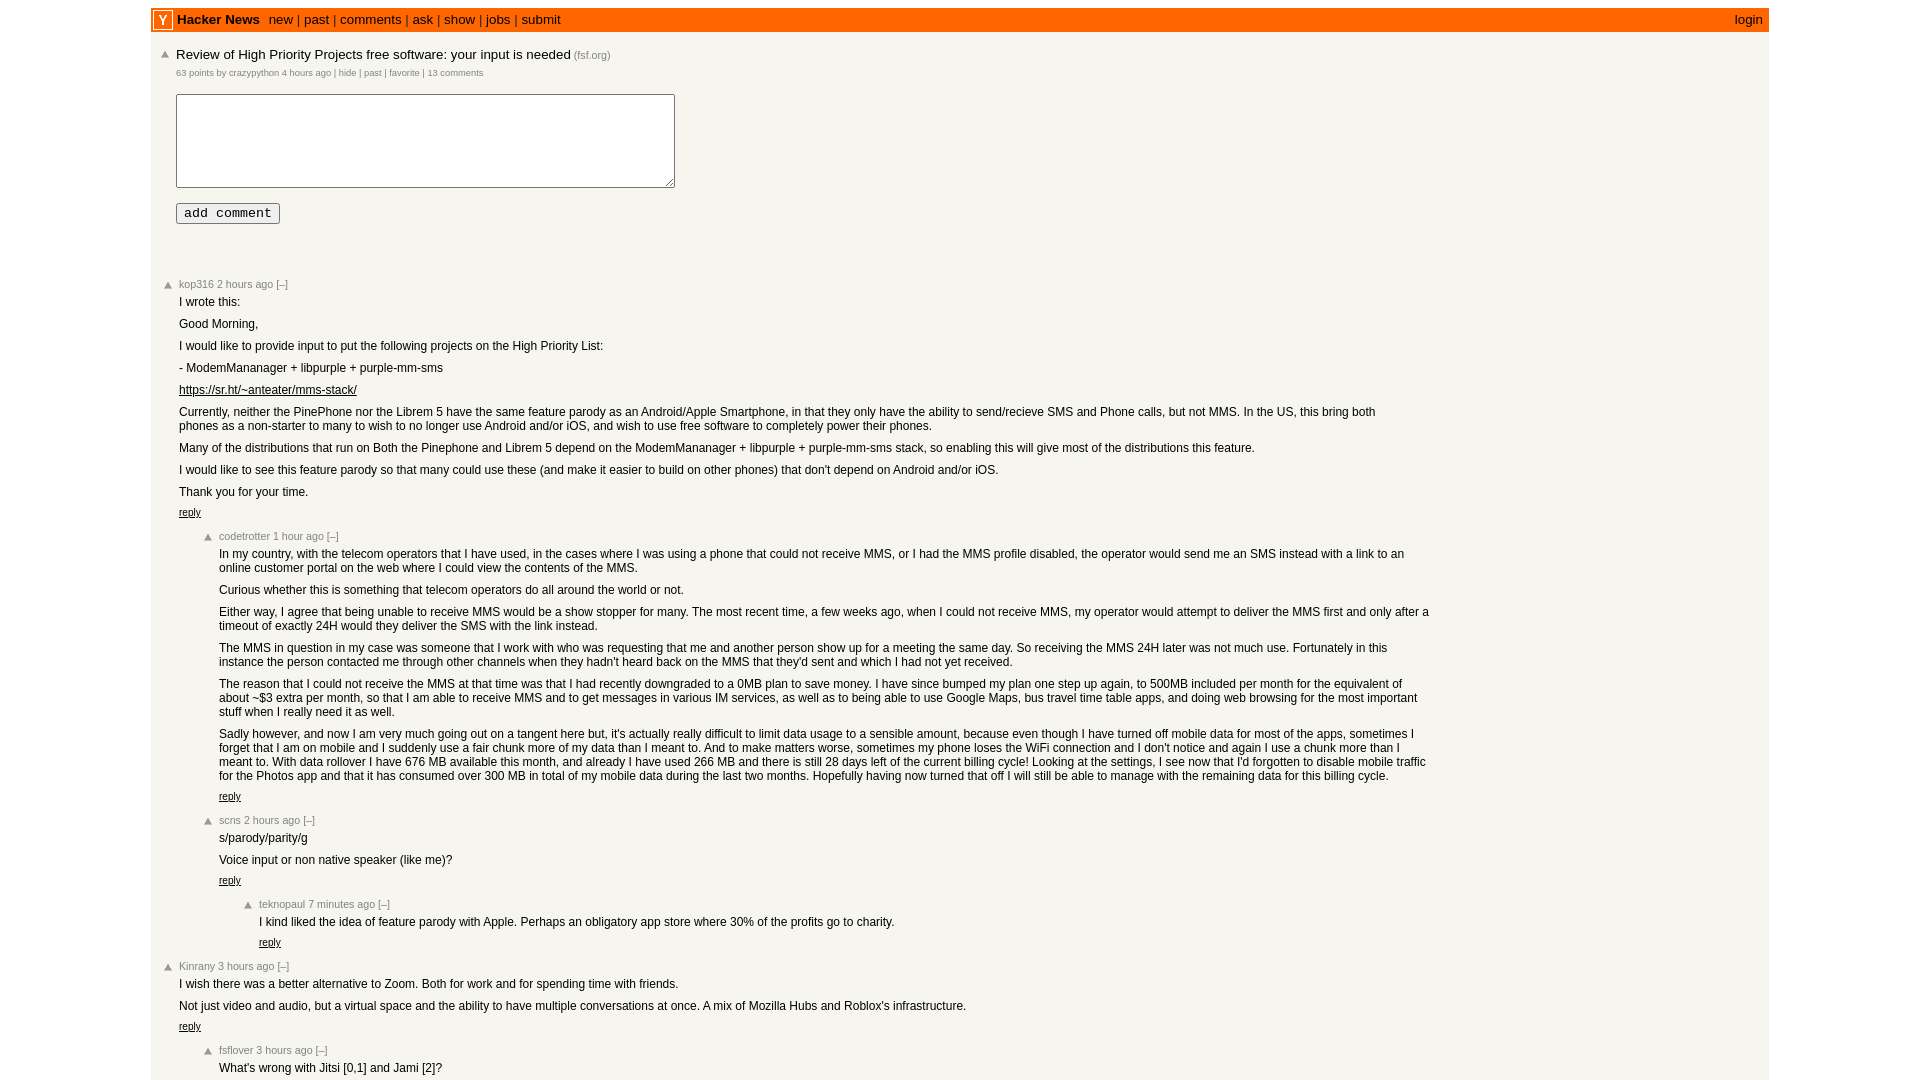 Y Hacker News new | past | comments | ask | show | jobs | submit login
Review of High Priority Projects free software: your input is needed (fsf.org)
63 points by crazypython 4 hours ago | hide | past | favorite | 13 comments
add comment
kop316 2 hours ago [–]
I wrote this:
Good Morning,
I would like to provide input to put the following projects on the High Priority List:
- ModemMananager + libpurple + purple-mm-sms
https://sr.ht/~anteater/mms-stack/
Currently, neither the PinePhone nor the Librem 5 have the same feature parody as an Android/Apple Smartphone, in that they only have the ability to send/recieve SMS and Phone calls, but not MMS. In the US, this bring both
phones as a non-starter to many to wish to no longer use Android and/or iOS, and wish to use free software to completely power their phones.
Many of the distributions that run on Both the Pinephone and Librem 5 depend on the ModemMananager + libpurple + purple-mm-sms stack, so enabling this will give most of the distributions this feature.
I would like to see this feature parody so that many could use these (and make it easier to build on other phones) that don't depend on Android and/or iOS.
Thank you for your time.
reply
codetrotter 1 hour ago [–]
In my country, with the telecom operators that I have used, in the cases where I was using a phone that could not receive MMS, or I had the MMS profile disabled, the operator would send me an SMS instead with a link to an
online customer portal on the web where I could view the contents of the MMS.
Curious whether this is something that telecom operators do all around the world or not.
Either way, I agree that being unable to receive MMS would be a show stopper for many. The most recent time, a few weeks ago, when I could not receive MMS, my operator would attempt to deliver the MMS first and only after a
timeout of exactly 24H would they deliver the SMS with the link instead.
The MMS in question in my case was someone that I work with who was requesting that me and another person show up for a meeting the same day. So receiving the MMS 24H later was not much use. Fortunately in this
instance the person contacted me through other channels when they hadn't heard back on the MMS that they'd sent and which I had not yet received.
The reason that I could not receive the MMS at that time was that I had recently downgraded to a 0MB plan to save money. I have since bumped my plan one step up again, to 500MB included per month for the equivalent of
about ~$3 extra per month, so that I am able to receive MMS and to get messages in various IM services, as well as to being able to use Google Maps, bus travel time table apps, and doing web browsing for the most important
stuff when I really need it as well.
Sadly however, and now I am very much going out on a tangent here but, it's actually really difficult to limit data usage to a sensible amount, because even though I have turned off mobile data for most of the apps, sometimes I
forget that I am on mobile and I suddenly use a fair chunk more of my data than I meant to. And to make matters worse, sometimes my phone loses the WiFi connection and I don't notice and again I use a chunk more than I
meant to. With data rollover I have 676 MB available this month, and already I have used 266 MB and there is still 28 days left of the current billing cycle! Looking at the settings, I see now that I'd forgotten to disable mobile traffic
for the Photos app and that it has consumed over 300 MB in total of my mobile data during the last two months. Hopefully having now turned that off I will still be able to manage with the remaining data for this billing cycle.
reply
scns 2 hours ago [–]
s/parody/parity/g
Voice input or non native speaker (like me)?
reply
teknopaul 7 minutes ago [–]
I kind liked the idea of feature parody with Apple. Perhaps an obligatory app store where 30% of the profits go to charity.
reply
Kinrany 3 hours ago [–]
I wish there was a better alternative to Zoom. Both for work and for spending time with friends.
Not just video and audio, but a virtual space and the ability to have multiple conversations at once. A mix of Mozilla Hubs and Roblox's infrastructure.
reply
fsflover 3 hours ago [–]
What's wrong with Jitsi [0,1] and Jami [2]?